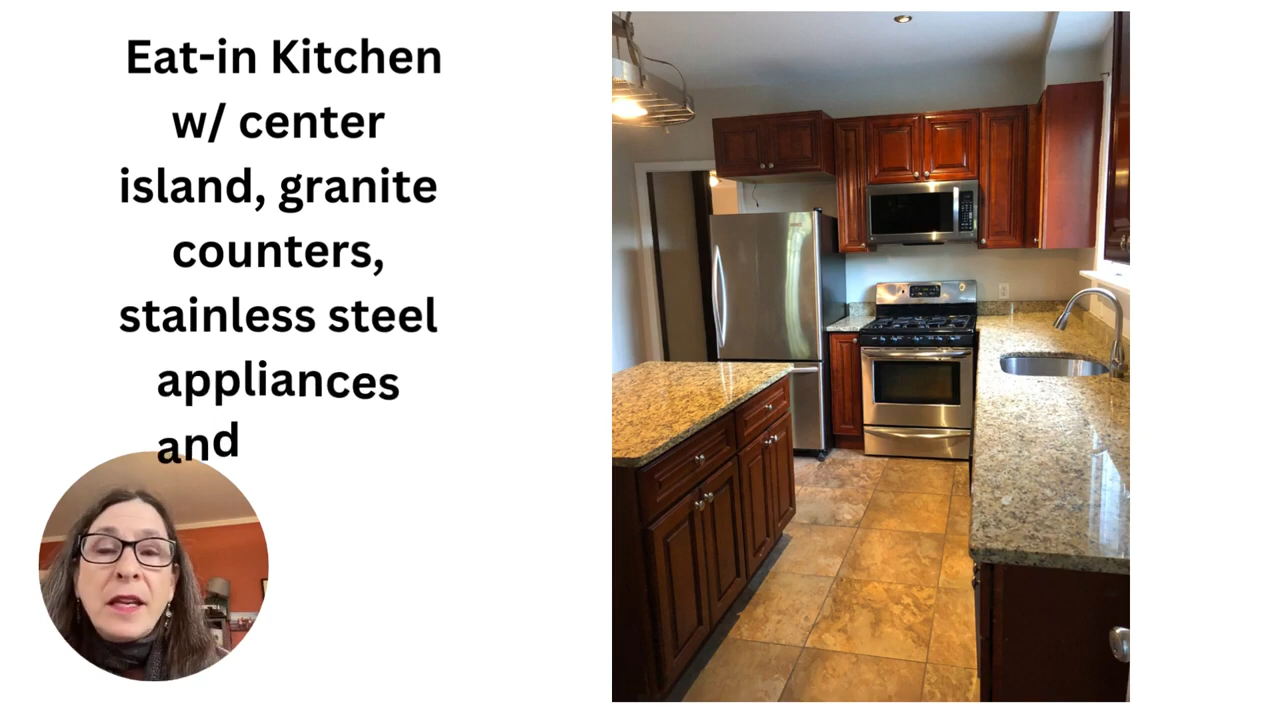 Eat-in Kitchen
w/ center
island, granite
counters,
stainless steel
appliances
and